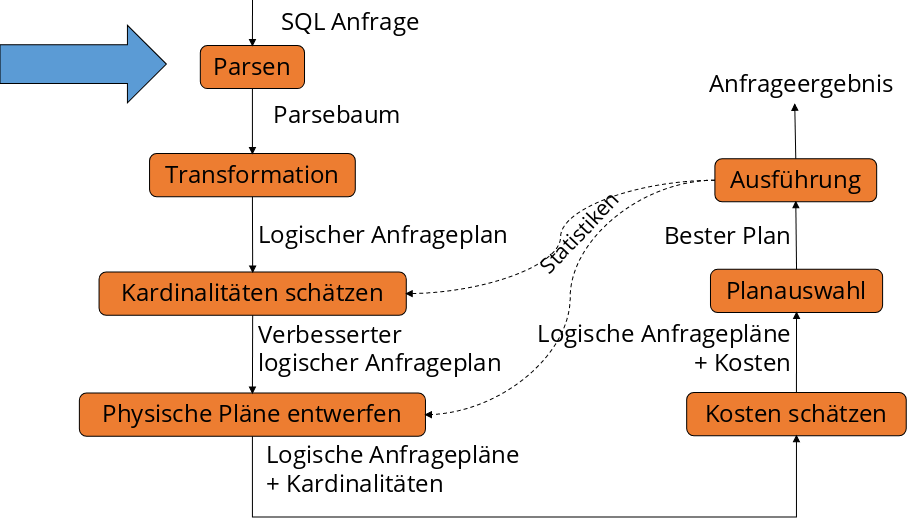 SQL Anfrage
Parsen
Parsebaum
Transformation
Logischer Anfrageplan
Kardinalitäten schätzen
Verbesserter
logischer Anfrageplan
Physische Pläne entwerfen
Logische Anfragepläne
+ Kardinalitäten
Statistiken
Anfrageergebnis
Ausführung
Bester Plan
Planauswahl
Logische Anfragepläne
+ Kosten
Kosten schätzen